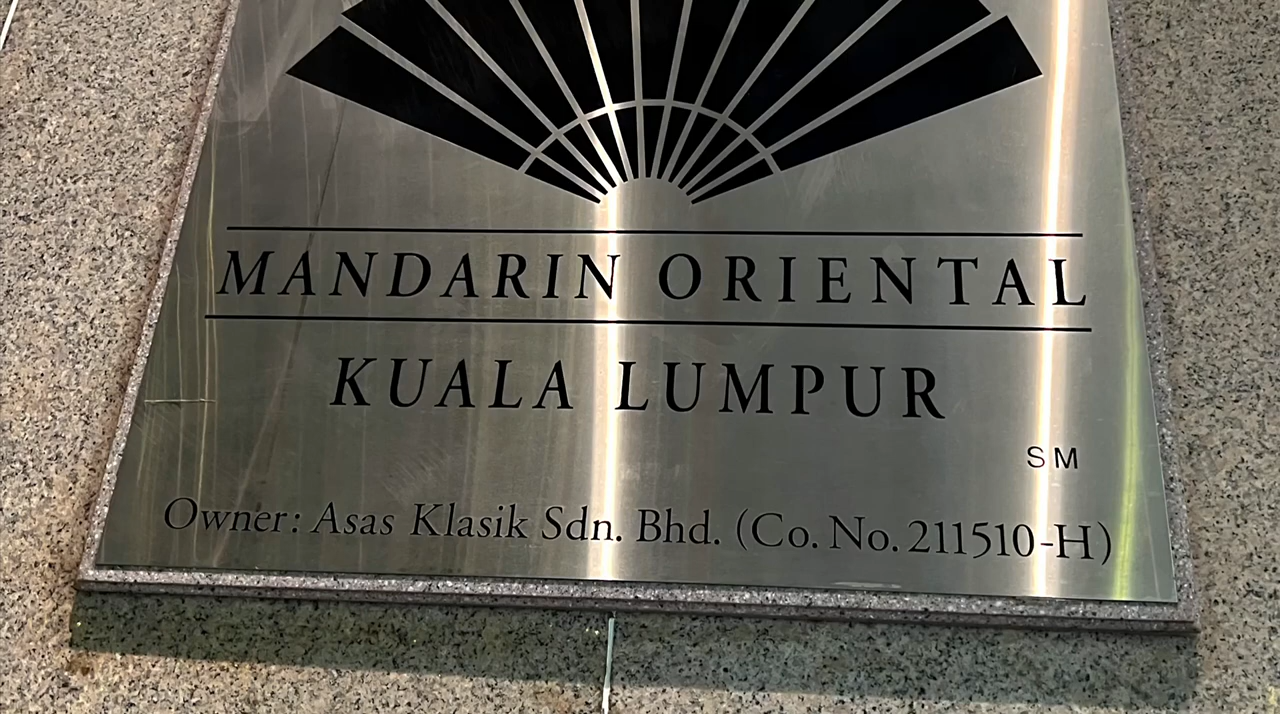 MANDARIN ORIENTAL
KUALA LUMPUR
SM
Owner: Asas Klasik Sdn. Bhd. (Co. No. 211510-H)